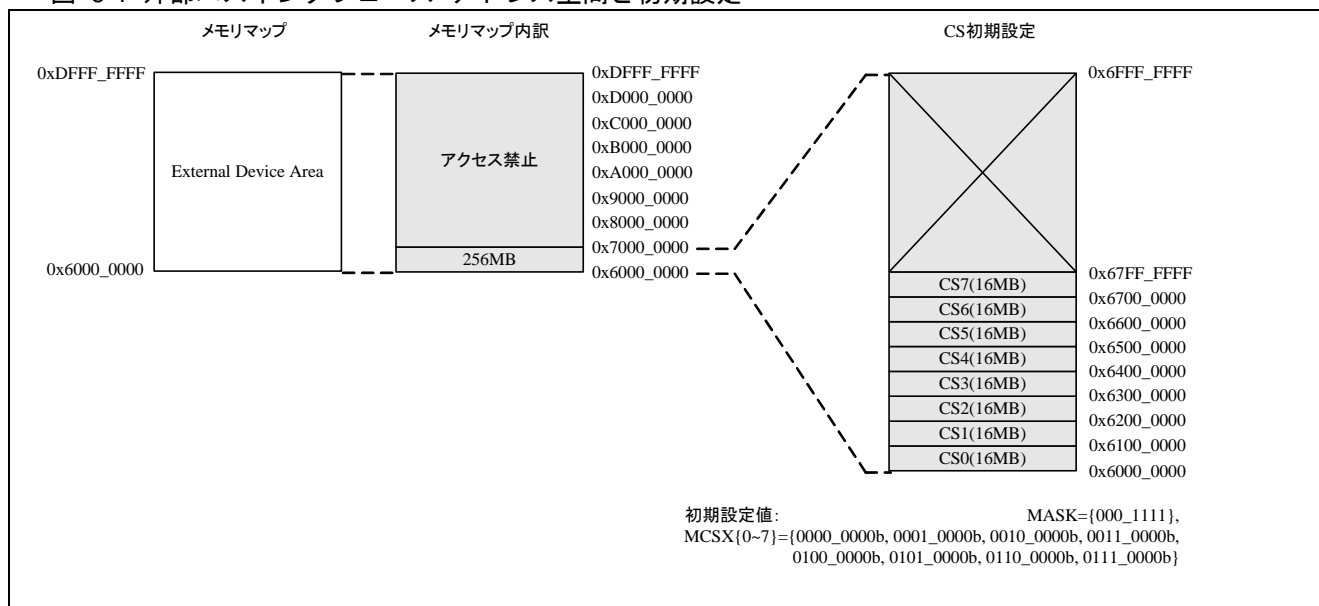 メモリマップ
メモリマップ内訳
CS初期設定
0xDFFF_FFFF
External Device Area
0x6000_0000
アクセス禁止
256MB
0xDFFF_FFFF
0xD000_0000
0xC000_0000
0xB000_0000
0xA000_0000
0x9000_0000
0x8000_0000
0x7000_0000
0x6000_0000
0x6FFF_FFFF
0x67FF_FFFF
CS7(16MB)
0x6700_0000
CS6(16MB)
0x6600_0000
CS5(16MB)
0x6500_0000
CS4(16MB)
0x6400_0000
CS3(16MB)
0x6300_0000
CS2(16MB)
0x6200_0000
CS1(16MB)
0x6100_0000
CS0(16MB)
0x6000_0000
初期設定値: MASK={000_1111},
MCSX{0~7}={0000_0000b, 0001_0000b, 0010_0000b, 0011_0000b,
0100_0000b, 0101_0000b, 0110_0000b, 0111_0000b}